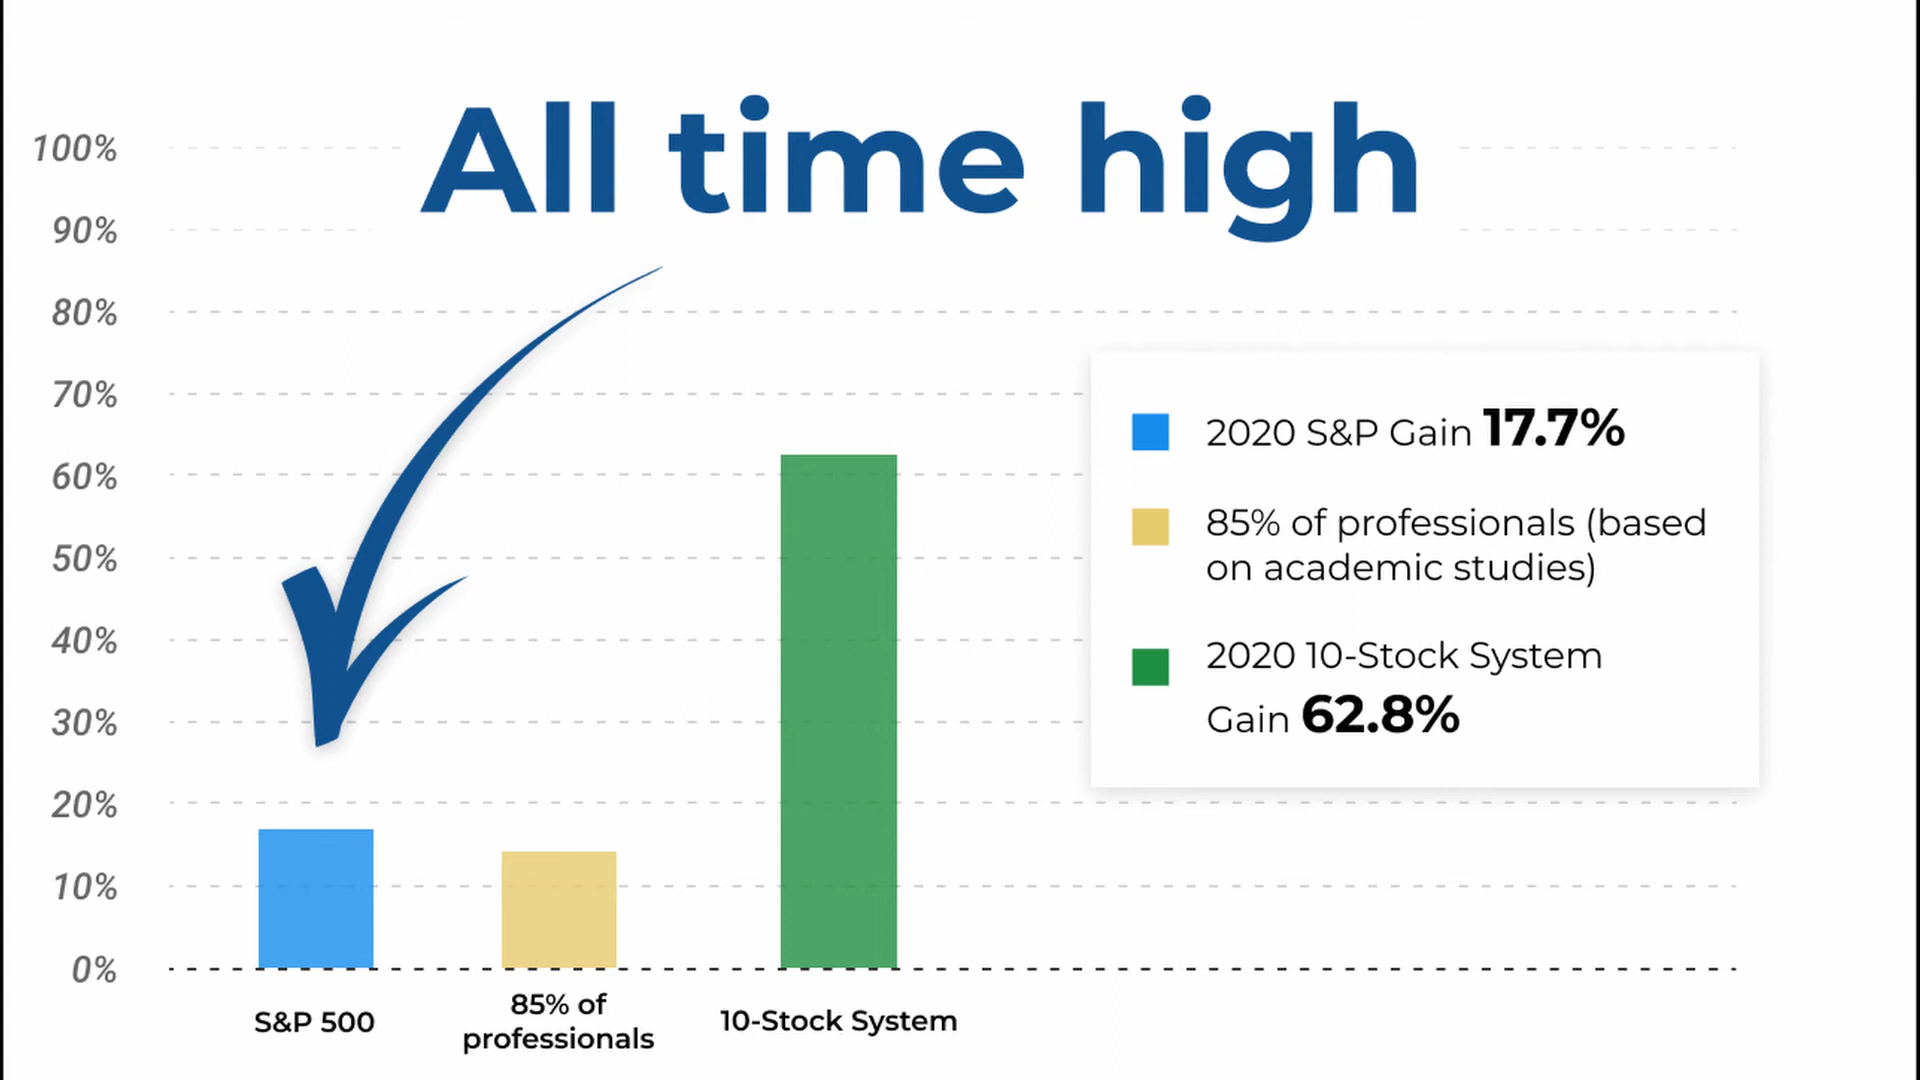 All time high
100%
90%
80%
70%
60%
50%
40%
30%
20%
10%
0%
2020 S&P Gain 17.7%
85% of professionals (based
on academic studies)
2020 10-Stock System
Gain 62.8%
S&P 500
85% of
professionals
10-Stock System